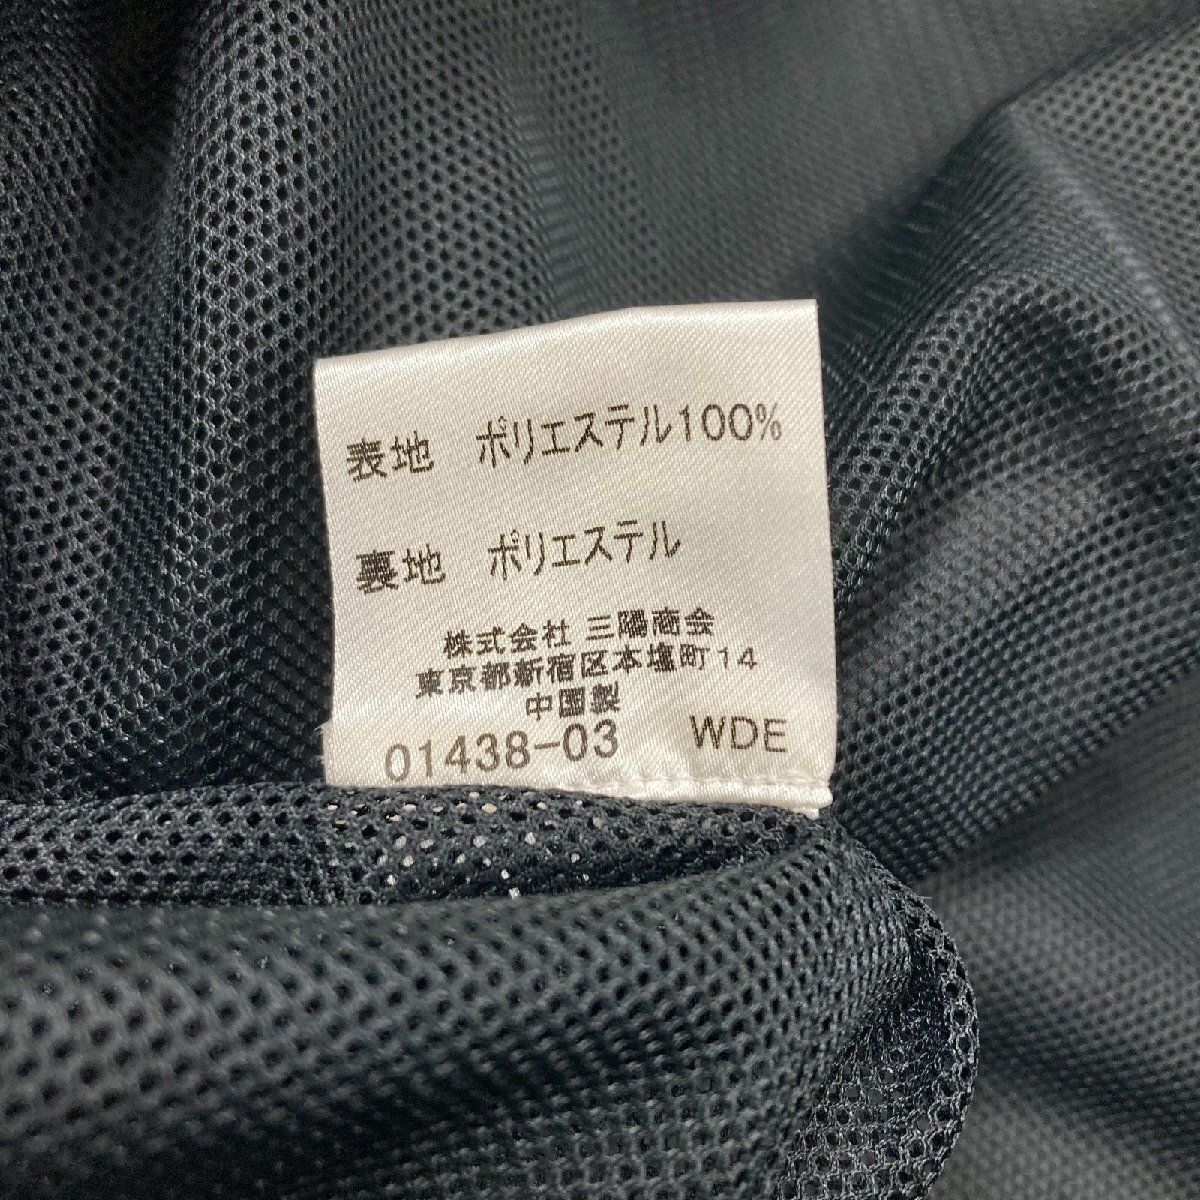 表地 ポリエステル100%
裏地 ポリエステル
株式会社 三陽商会
東京都新宿区本塩町14
中国製
01438-03 WDE